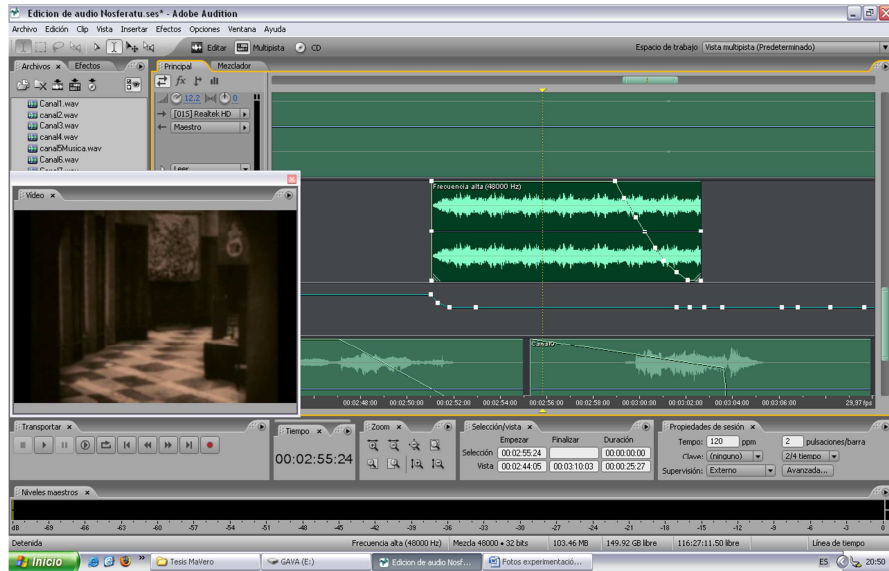 Edicion de audio Nosferatu.ses* - Adobe Audition
Archivo Edición Clip Vista Insertar Efectos Opciones Ventana Ayuda
Editar Multipista CD Espacio de trabajo Vista multipista (Predeterminado)
Archivos Efectos Principal Mezclador
fx
12.2 0
[015] Realtek HD
Maestro
Leer
Canal1.wav
canal2.wav
Canal3.wav
canal4.wav
canal5Musica.wav
Canal6.wav
Vídeo
Frecuencia alta (48000 Hz)
00:02:48:00 00:02:50:00 00:02:52:00 00:02:54:00 00:02:56:00 00:02:58:00 00:03:00:00 00:03:02:00 00:03:04:00 00:03:06:00 29,97 fps
Transportar Tiempo Zoom Selección/vista Propiedades de sesión
00:02:55:24
Empezar Finalizar Duración
Selección 00:02:55:24 00:00:00:00
Vista 00:02:44:05 00:03:10:03 00:00:25:27
Tempo: 120 ppm 2 pulsaciones/barra
Clave: (ninguno) 2/4 tiempo
Supervisión: Externo Avanzada...
Niveles maestros
dB -69 -66 -63 -60 -57 -54 -51 -48 -45 -42 -39 -36 -33 -30 -27 -24 -21 -18 -15 -12 -9 -6 -3 0
Detenida Frecuencia alta (48000 Hz) Mezcla 48000 • 32 bits 103.46 MB 149.92 GB libre 116:27:11.50 libre Línea de tiempo
Inicio Tesis MaVero GAVA (E:) Edicion de audio Nosf... Fotos experimentació... ES 20:50